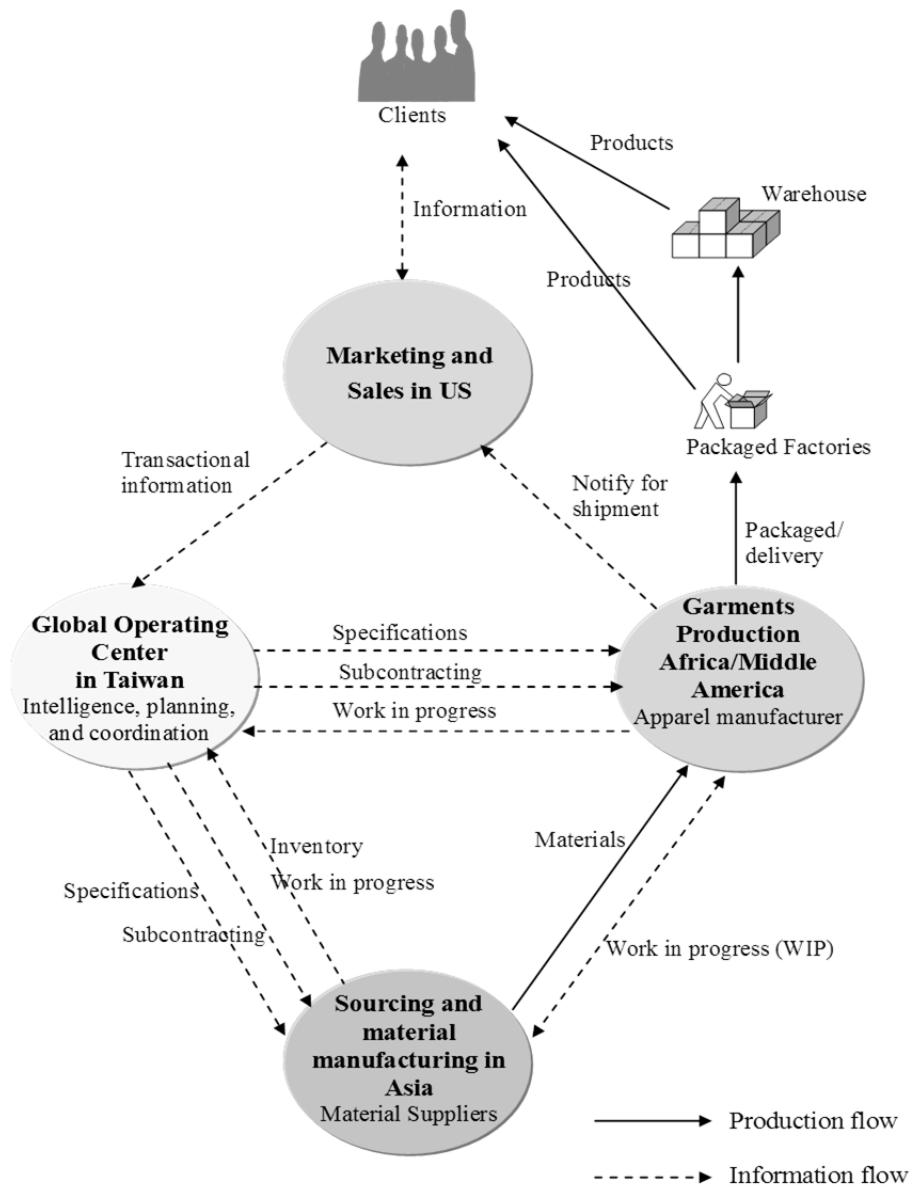 Clients
Products
Warehouse
Information
Products
Marketing and
Sales in US
Packaged Factories
Transactional
information
Notify for
shipment
Packaged/
delivery
Global Operating
Center
in Taiwan
Intelligence, planning,
and coordination
Specifications
Subcontracting
Work in progress
Garments
Production
Africa/Middle
America
Apparel manufacturer
Inventory
Work in progress
Materials
Specifications
Subcontracting
Work in progress (WIP)
Sourcing and
material
manufacturing in
Asia
Material Suppliers
Production flow
Information flow